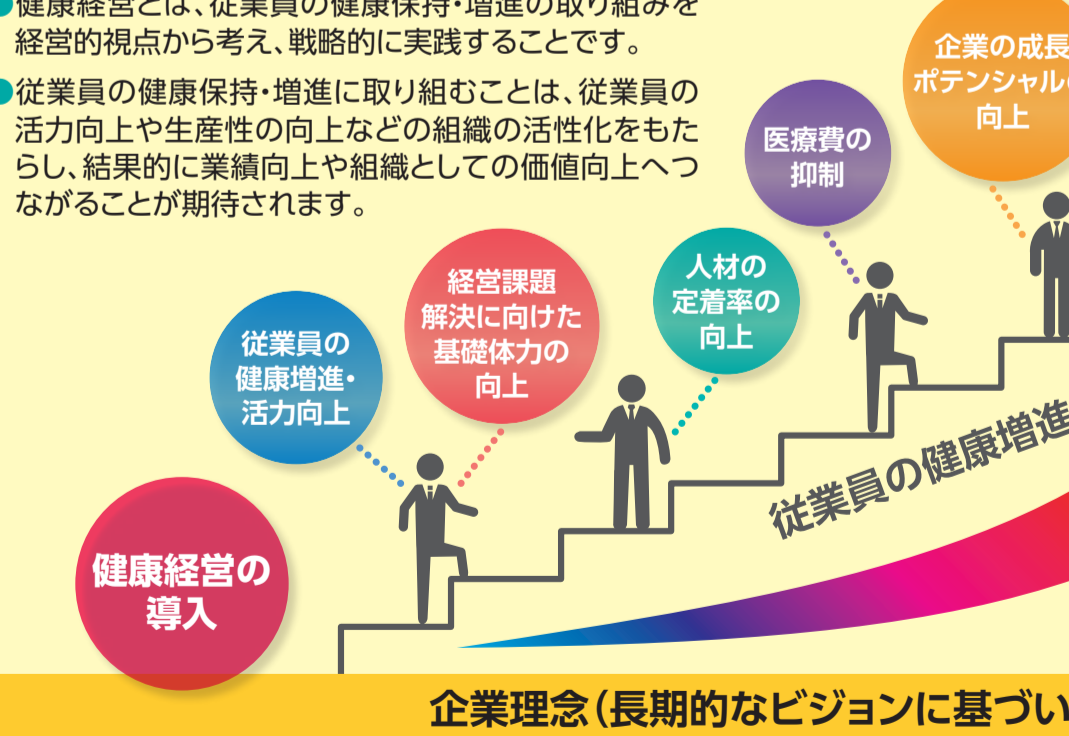 ●健康経営とは、従業員の健康保持・増進の取り組みを
経営的視点から考え、戦略的に実践することです。
●従業員の健康保持・増進に取り組むことは、従業員の
活力向上や生産性の向上などの組織の活性化をもた
らし、結果的に業績向上や組織としての価値向上へつ
ながることが期待されます。
企業の成長
ポテンシャルの
向上
医療費の
抑制
人材の
定着率の
向上
経営課題
解決に向けた
基礎体力の
向上
従業員の
健康増進・
活力向上
健康経営の
導入
従業員の健康増進
企業理念(長期的なビジョンに基づい